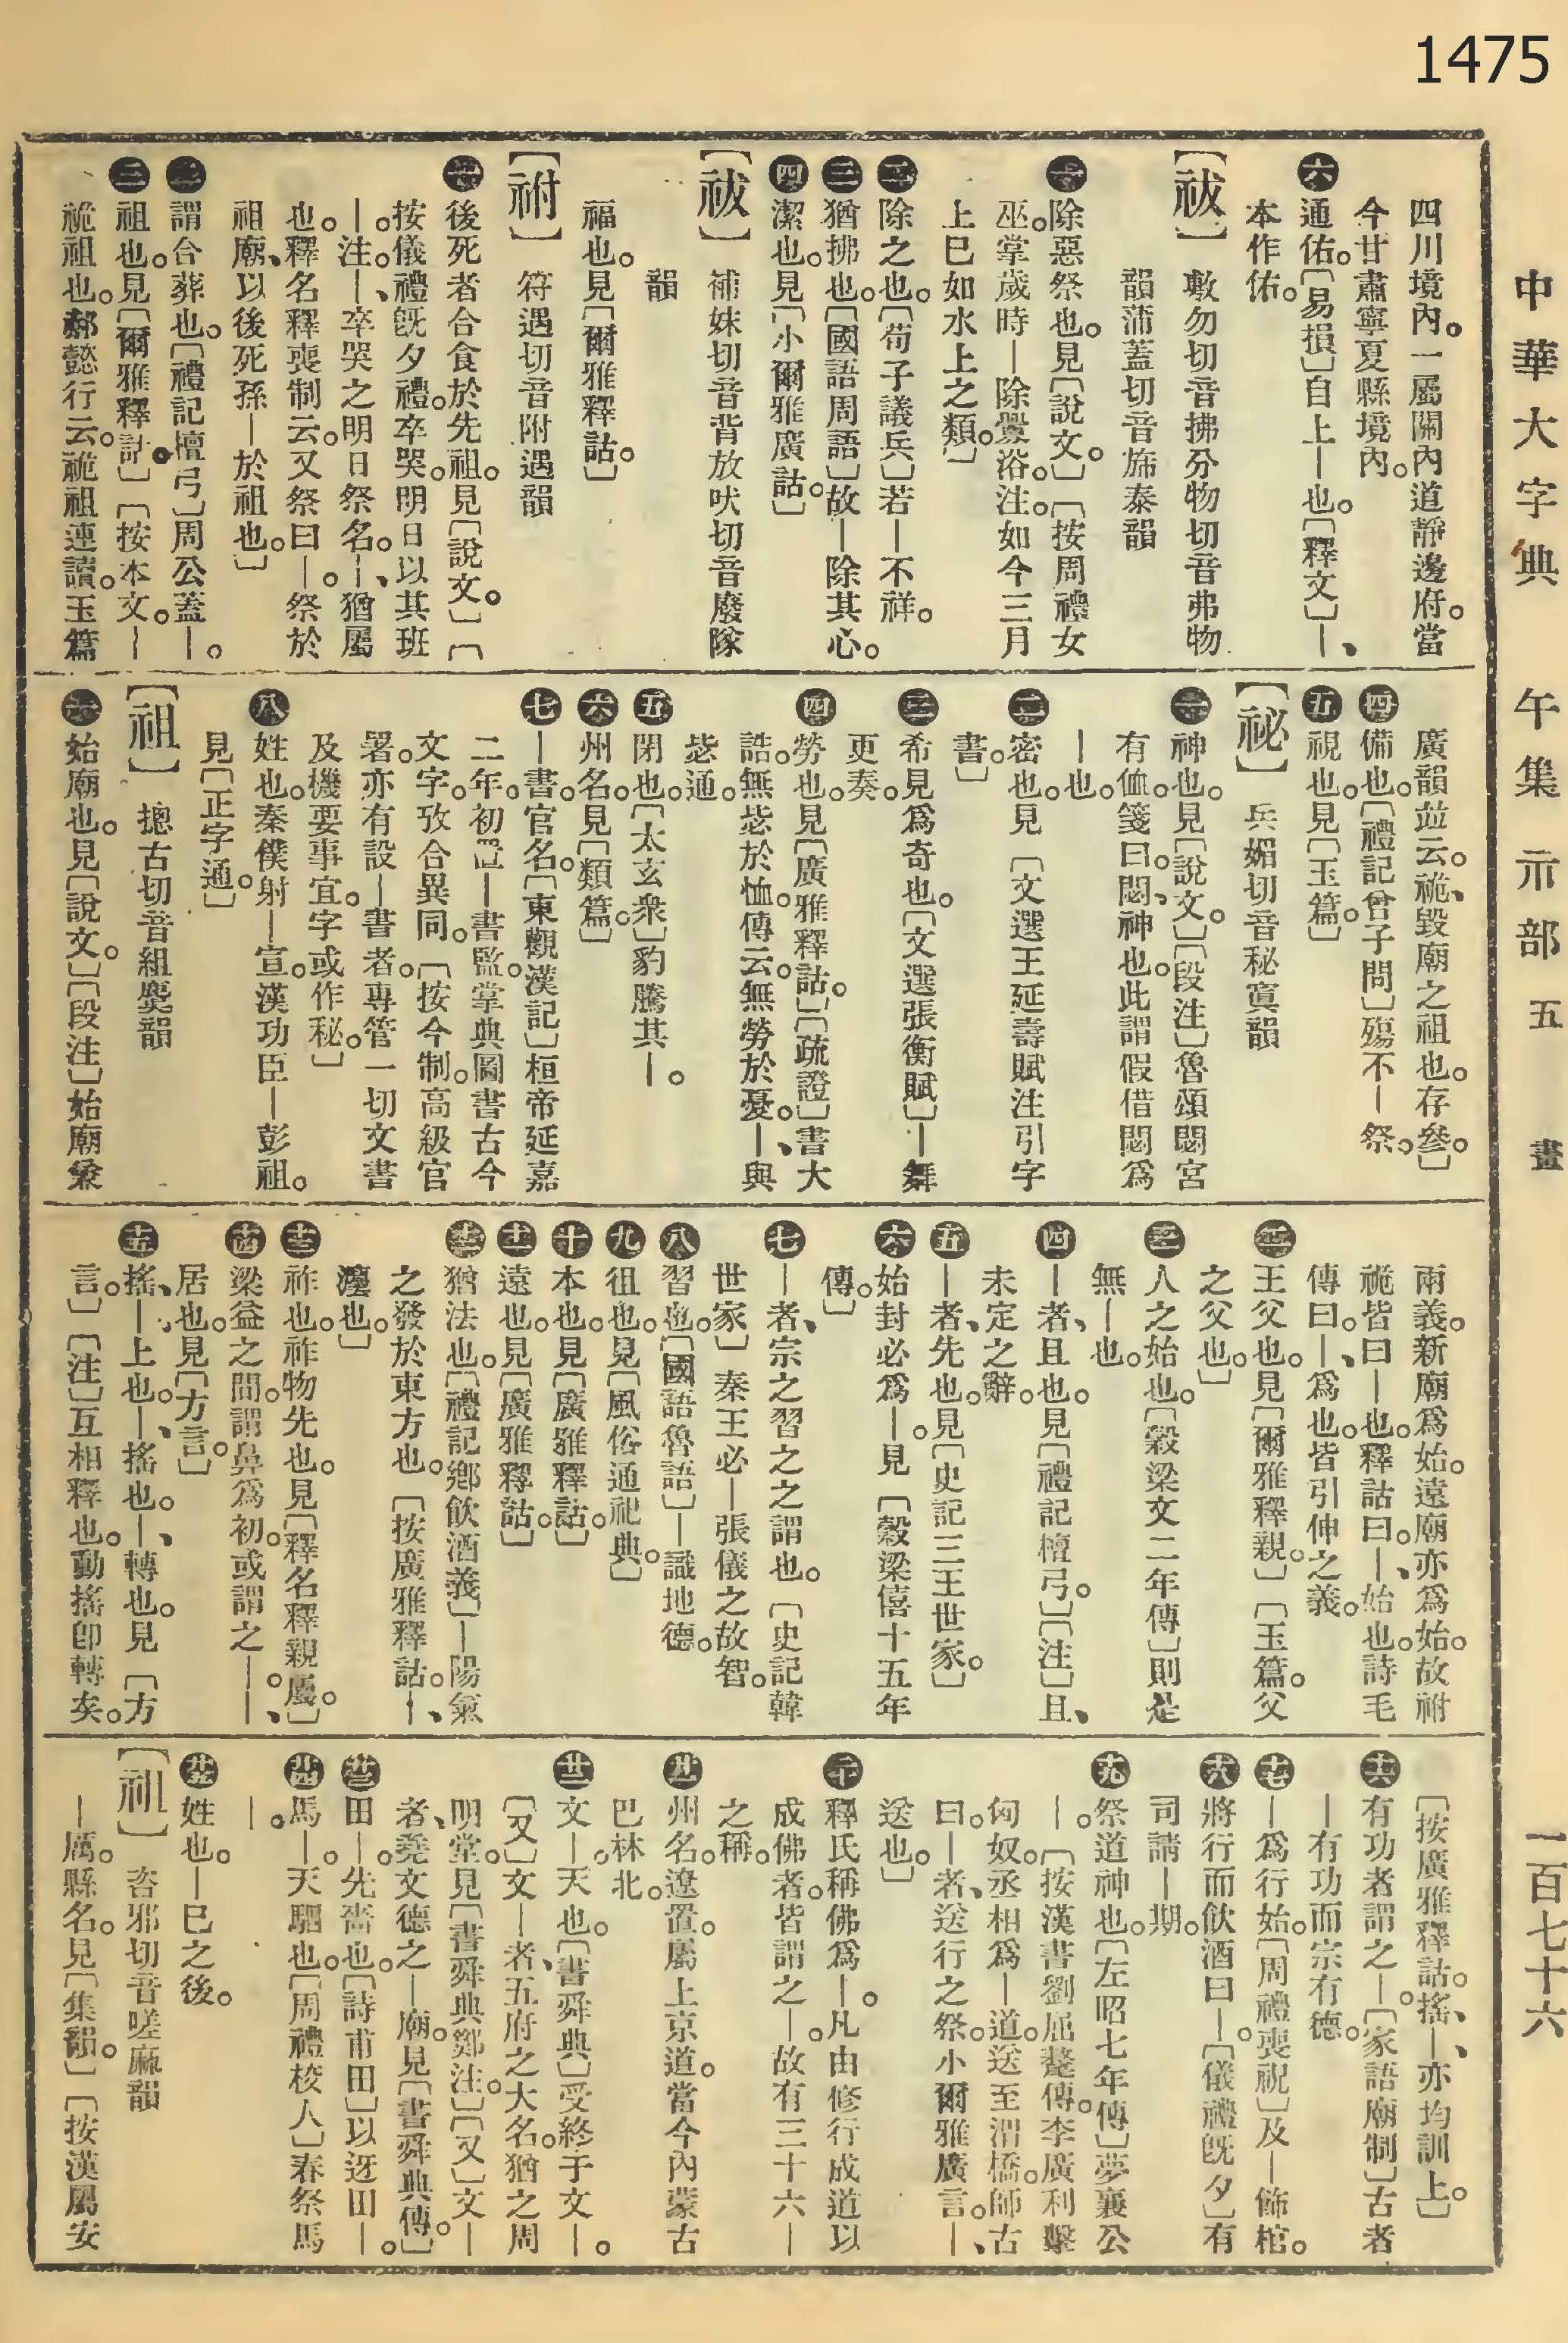 1475
中華大字典 午集 示部 五畫 一百七十六
四川境內。一屬關內道靜邊府。當
今甘肅寧夏縣境內。
六 通佑。〔易損〕自上—也。〔釋文〕—、
本作佑。
〔祓〕 敷勿切音拂分物切音弗物
韻蒲蓋切音旆泰韻
一 除惡祭也。見〔說文。〕〔按周禮女
巫。掌歲時—除釁浴。注。如今三月
上巳如水上之類。〕
二 除之也。〔荀子議兵〕若—不祥。
三 猶拂也。〔國語周語〕故—除其心。
四 潔也。見〔小爾雅廣詁。〕
〔祓〕 補妹切音背放吠切音廢隊
韻
福也。見〔爾雅釋詁。〕
〔祔〕 符遇切音附遇韻
一 後死者合食於先祖。見〔說文。〕〔
按儀禮旣夕禮。卒哭。明日以其班
—。注。—、卒哭之明日祭名。—、猶屬
也。釋名釋喪制云。又祭曰—。祭於
祖廟、以後死孫—於祖也。〕
二 謂合葬也。〔禮記檀弓〕周公蓋—。
三 祖也。見〔爾雅釋詁。〕〔按本文。—
祪祖也。郝懿行云。祪祖連讀。玉篇
廣韻竝云。祪、毀廟之祖也。存參。〕
四 備也。〔禮記曾子問〕殤不—祭。
五 視也。見〔玉篇。〕
〔祕〕 兵媚切音秘寘韻
一 神也。見〔說文。〕〔段注〕魯頌閟宮
有侐。箋曰。閟、神也。此謂假借閟爲
—也。
二 密也。見〔文選王延壽賦注引字
書。〕
三 希見爲奇也。〔文選張衡賦〕—舞
更奏。
四 勞也。見〔廣雅釋詁。〕〔疏證〕書大
誥。無毖於恤。傳云。無勞於憂。—、與
毖通。
五 閉也。〔太玄衆〕豹騰其—。
六 州名。見〔類篇。〕
七 —書。官名。〔東觀漢記〕桓帝延嘉
二年。初置—書監。掌典圖書古今
文字。攷合異同。〔按今制。高級官
署。亦有設—書者。專管一切文書
及機要事宜。字或作秘。〕
八 姓也。秦僕射—宣。漢功臣—彭祖。
見〔正字通。〕
〔祖〕 摠古切音組麌韻
一 始廟也。見〔說文。〕〔段注〕始廟兼
兩義。新廟爲始。遠廟亦爲始。故祔
祪皆曰—也。釋詁曰。—、始也。詩毛
傳曰。—、爲也。皆引伸之義。
二 王父也。見〔爾雅釋親。〕〔玉篇。父
之父也。〕
三 人之始也。〔穀梁文二年傳〕則是
無—也。
四 —者、且也。見〔禮記檀弓。〕〔注〕且、
未定之辭。
五 —者、先也。見〔史記三王世家。〕
六 始封必爲—。見〔穀梁僖十五年
傳。〕
七 —者、宗之習之之謂也。〔史記韓
世家〕秦王必—張儀之故智。
八 習也。〔國語魯語〕—識地德。
九 徂也。見〔風俗通祀典。〕
十 本也。見〔廣雅釋詁。〕
十一 遠也。見〔廣雅釋詁。〕
十二 猶法也。〔禮記鄉飮酒義〕—陽氣
之發於東方也。〔按廣雅釋詁。—、
灋也。〕
十三 祚也。祚物先也。見〔釋名釋親屬。〕
十四 梁益之間。謂鼻爲初。或謂之—。—、
居也。見〔方言。〕
十五 搖、—上也。—、搖也。—、轉也。見〔方
言。〕〔注〕互相釋也。動搖卽轉矣。
〔按廣雅釋詁。搖、—、亦均訓上。〕
十六 有功者謂之—。〔家語廟制〕古者
—有功而宗有德。
十七 —爲行始。〔周禮喪祝〕及—飾棺。
十八 將行而飮酒曰—。〔儀禮旣夕〕有
司請—期。
十九 祭道神也。〔左昭七年傳〕夢襄公
—。〔按漢書劉屈氂傳。李廣利擊
匈奴。丞相爲—道。送至渭橋。師古
曰。—者、送行之祭。小爾雅廣言。—、
送也。〕
二十 釋氏稱佛爲—。凡由修行成道以
成佛者。皆謂之—。故有三十六—
之稱。
廿一 州名。遼置。屬上京道。當今內蒙古
巴林北。
廿二 文—、天也。〔書舜典〕受終于文—。
〔又〕文—者、五府之大名。猶之周
明堂。見〔書舜典鄭注。〕〔又〕文—
者、堯文德之—廟。見〔書舜典傳。〕
廿三 田—。先嗇也。〔詩甫田〕以迓田—。
廿四 馬—。天駟也。〔周禮校人〕春祭馬
—。
廿五 姓也。—巳之後。
〔祖〕 咨邪切音嗟麻韻
—厲。縣名。見〔集韻。〕〔按漢屬安